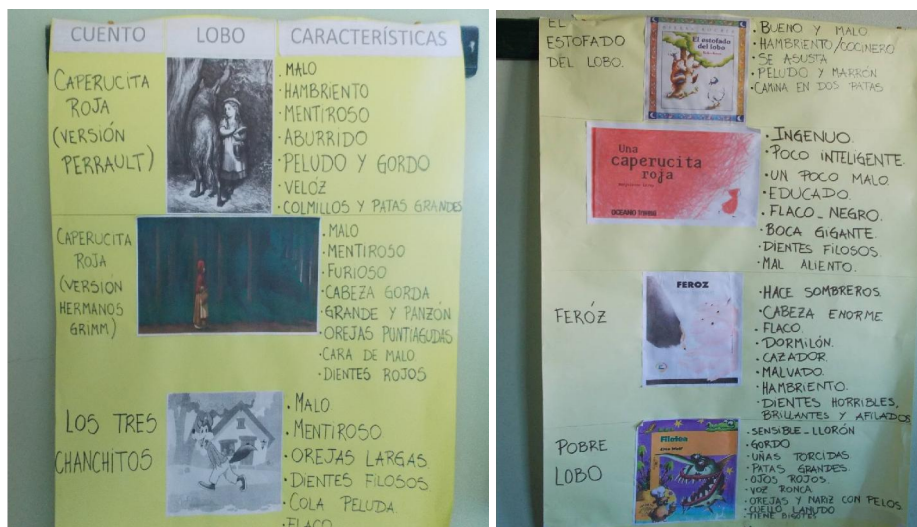 CUENTO LOBO CARACTERÍSTICAS
CAPERUCITA
ROJA
(VERSIÓN
PERRAULT)
· MALO
· HAMBRIENTO
· MENTIROSO
· ABURRIDO
· PELUDO Y GORDO
· VELÓZ
· COLMILLOS Y PATAS GRANDES
CAPERUCITA
ROJA
(VERSIÓN
HERMANOS
GRIMM)
· MALO
· MENTIROSO
· FURIOSO
· CABEZA GORDA
· GRANDE Y PANZÓN
· OREJAS PUNTIAGUDAS
· CARA DE MALO
· DIENTES ROJOS
LOS TRES
CHANCHITOS
· MALO
· MENTIROSO.
· OREJAS LARGAS.
· DIENTES FILOSOS
· COLA PELUDA.
· FLACO
EL
ESTOFADO
DEL LOBO.
El estofado
del lobo
· BUENO Y MALO
· HAMBRIENTO/COCINERO
· SE ASUSTA
· PELUDO Y MARRÓN
· CAMINA EN DOS PATAS
Una
caperucita
roja
OCEANO Travesía
· INGENUO.
· POCO INTELIGENTE.
· UN POCO MALO.
· EDUCADO.
· FLACO_NEGRO.
· BOCA GIGANTE.
· DIENTES FILOSOS.
· MAL ALIENTO.
FERÓZ
FEROZ
· HACE SOMBREROS.
· CABEZA ENORME.
· FLACO.
· DORMILÓN.
· CAZADOR.
· MALVADO.
· HAMBRIENTO.
· DIENTES HORRIBLES,
BRILLANTES Y AFILADOS
POBRE
LOBO
Filotea
· SENSIBLE_LLORÓN
· GORDO
· UÑAS TORCIDAS
· PATAS GRANDES.
· OJOS ROJOS.
· VOZ RONCA.
· OREJAS Y NARIZ CON PELOS
· CUELLO LANUDO
· TIENE BIGOTES